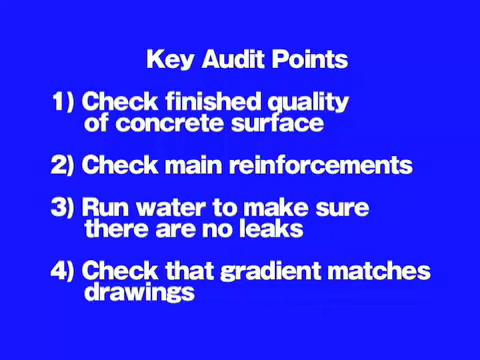 Key Audit Points
1) Check finished quality
of concrete surface
2) Check main reinforcements
3) Run water to make sure
there are no leaks
4) Check that gradient matches
drawings